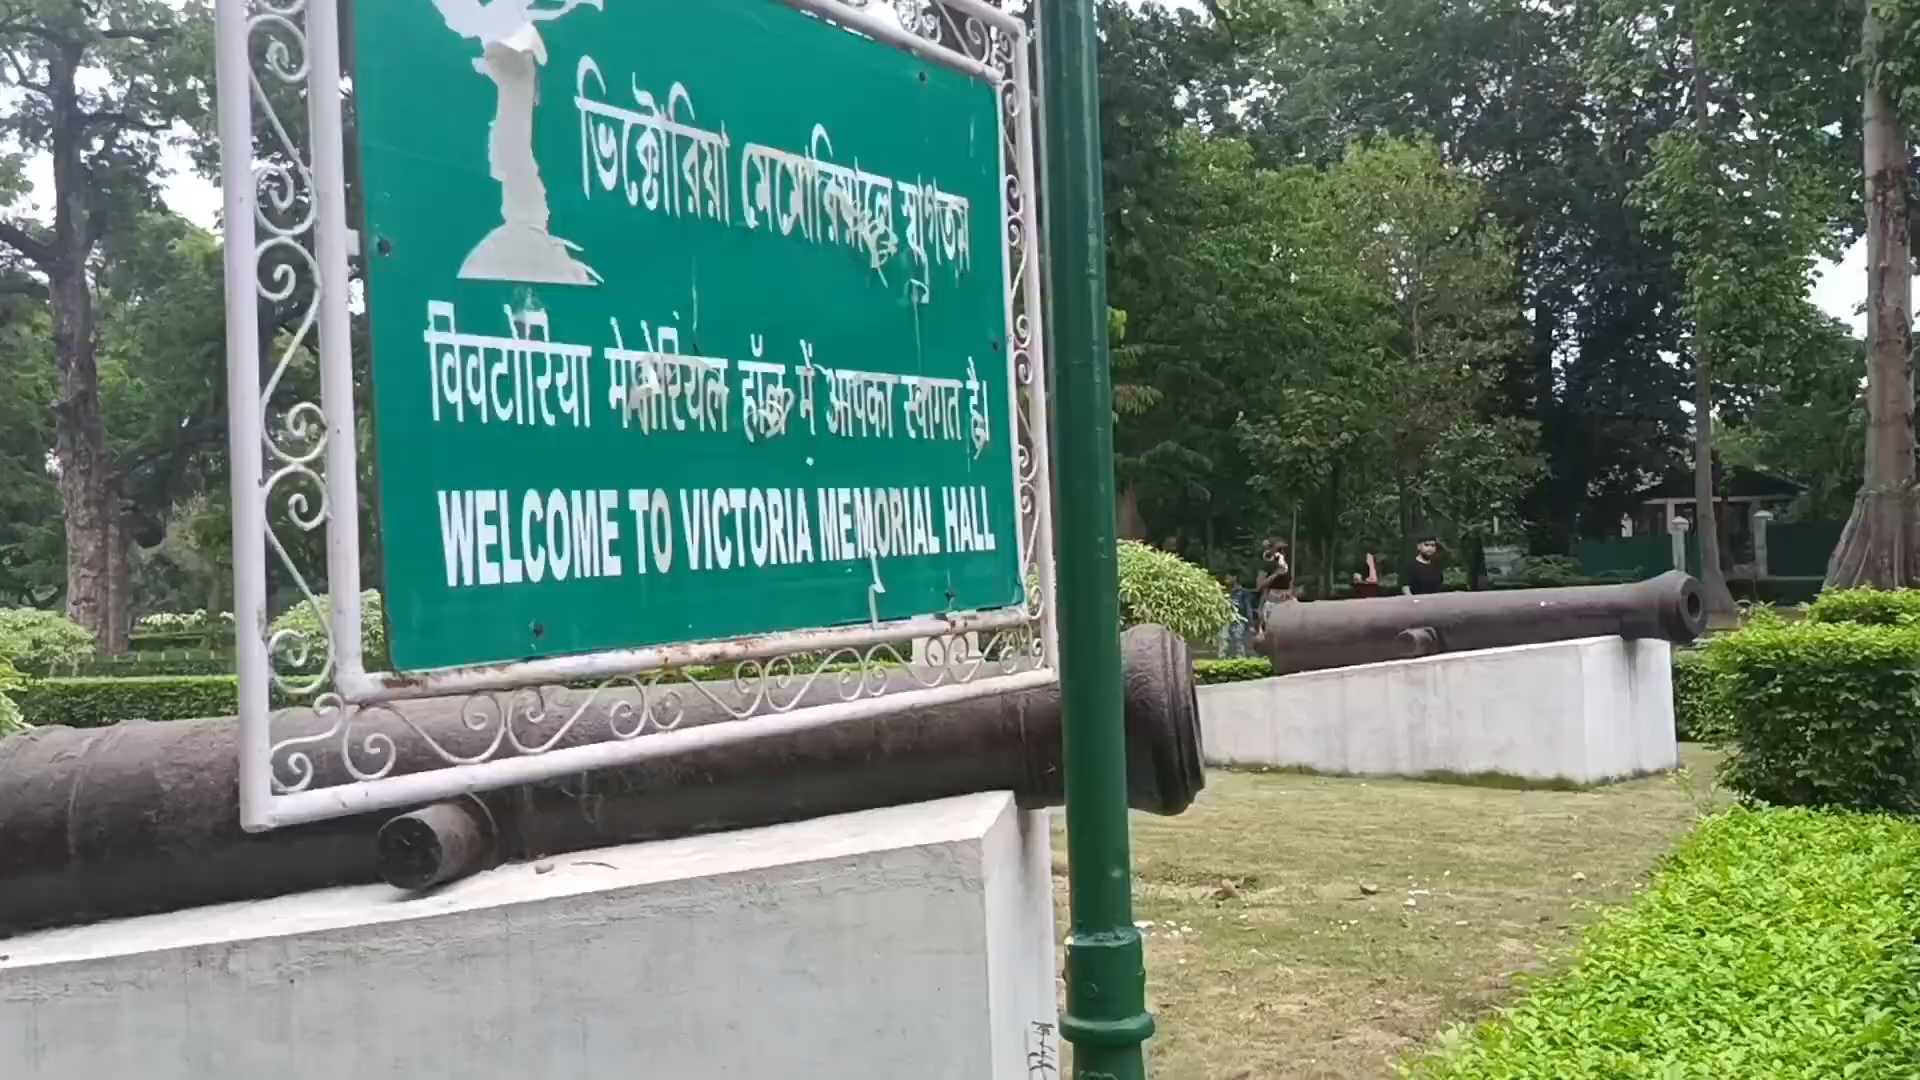 ভিক্টোরিয়া মেমোরিয়ালে স্বাগতম
विक्टोरिया मेमोरियल हॉल में आपका स्वागत है।
WELCOME TO VICTORIA MEMORIAL HALL